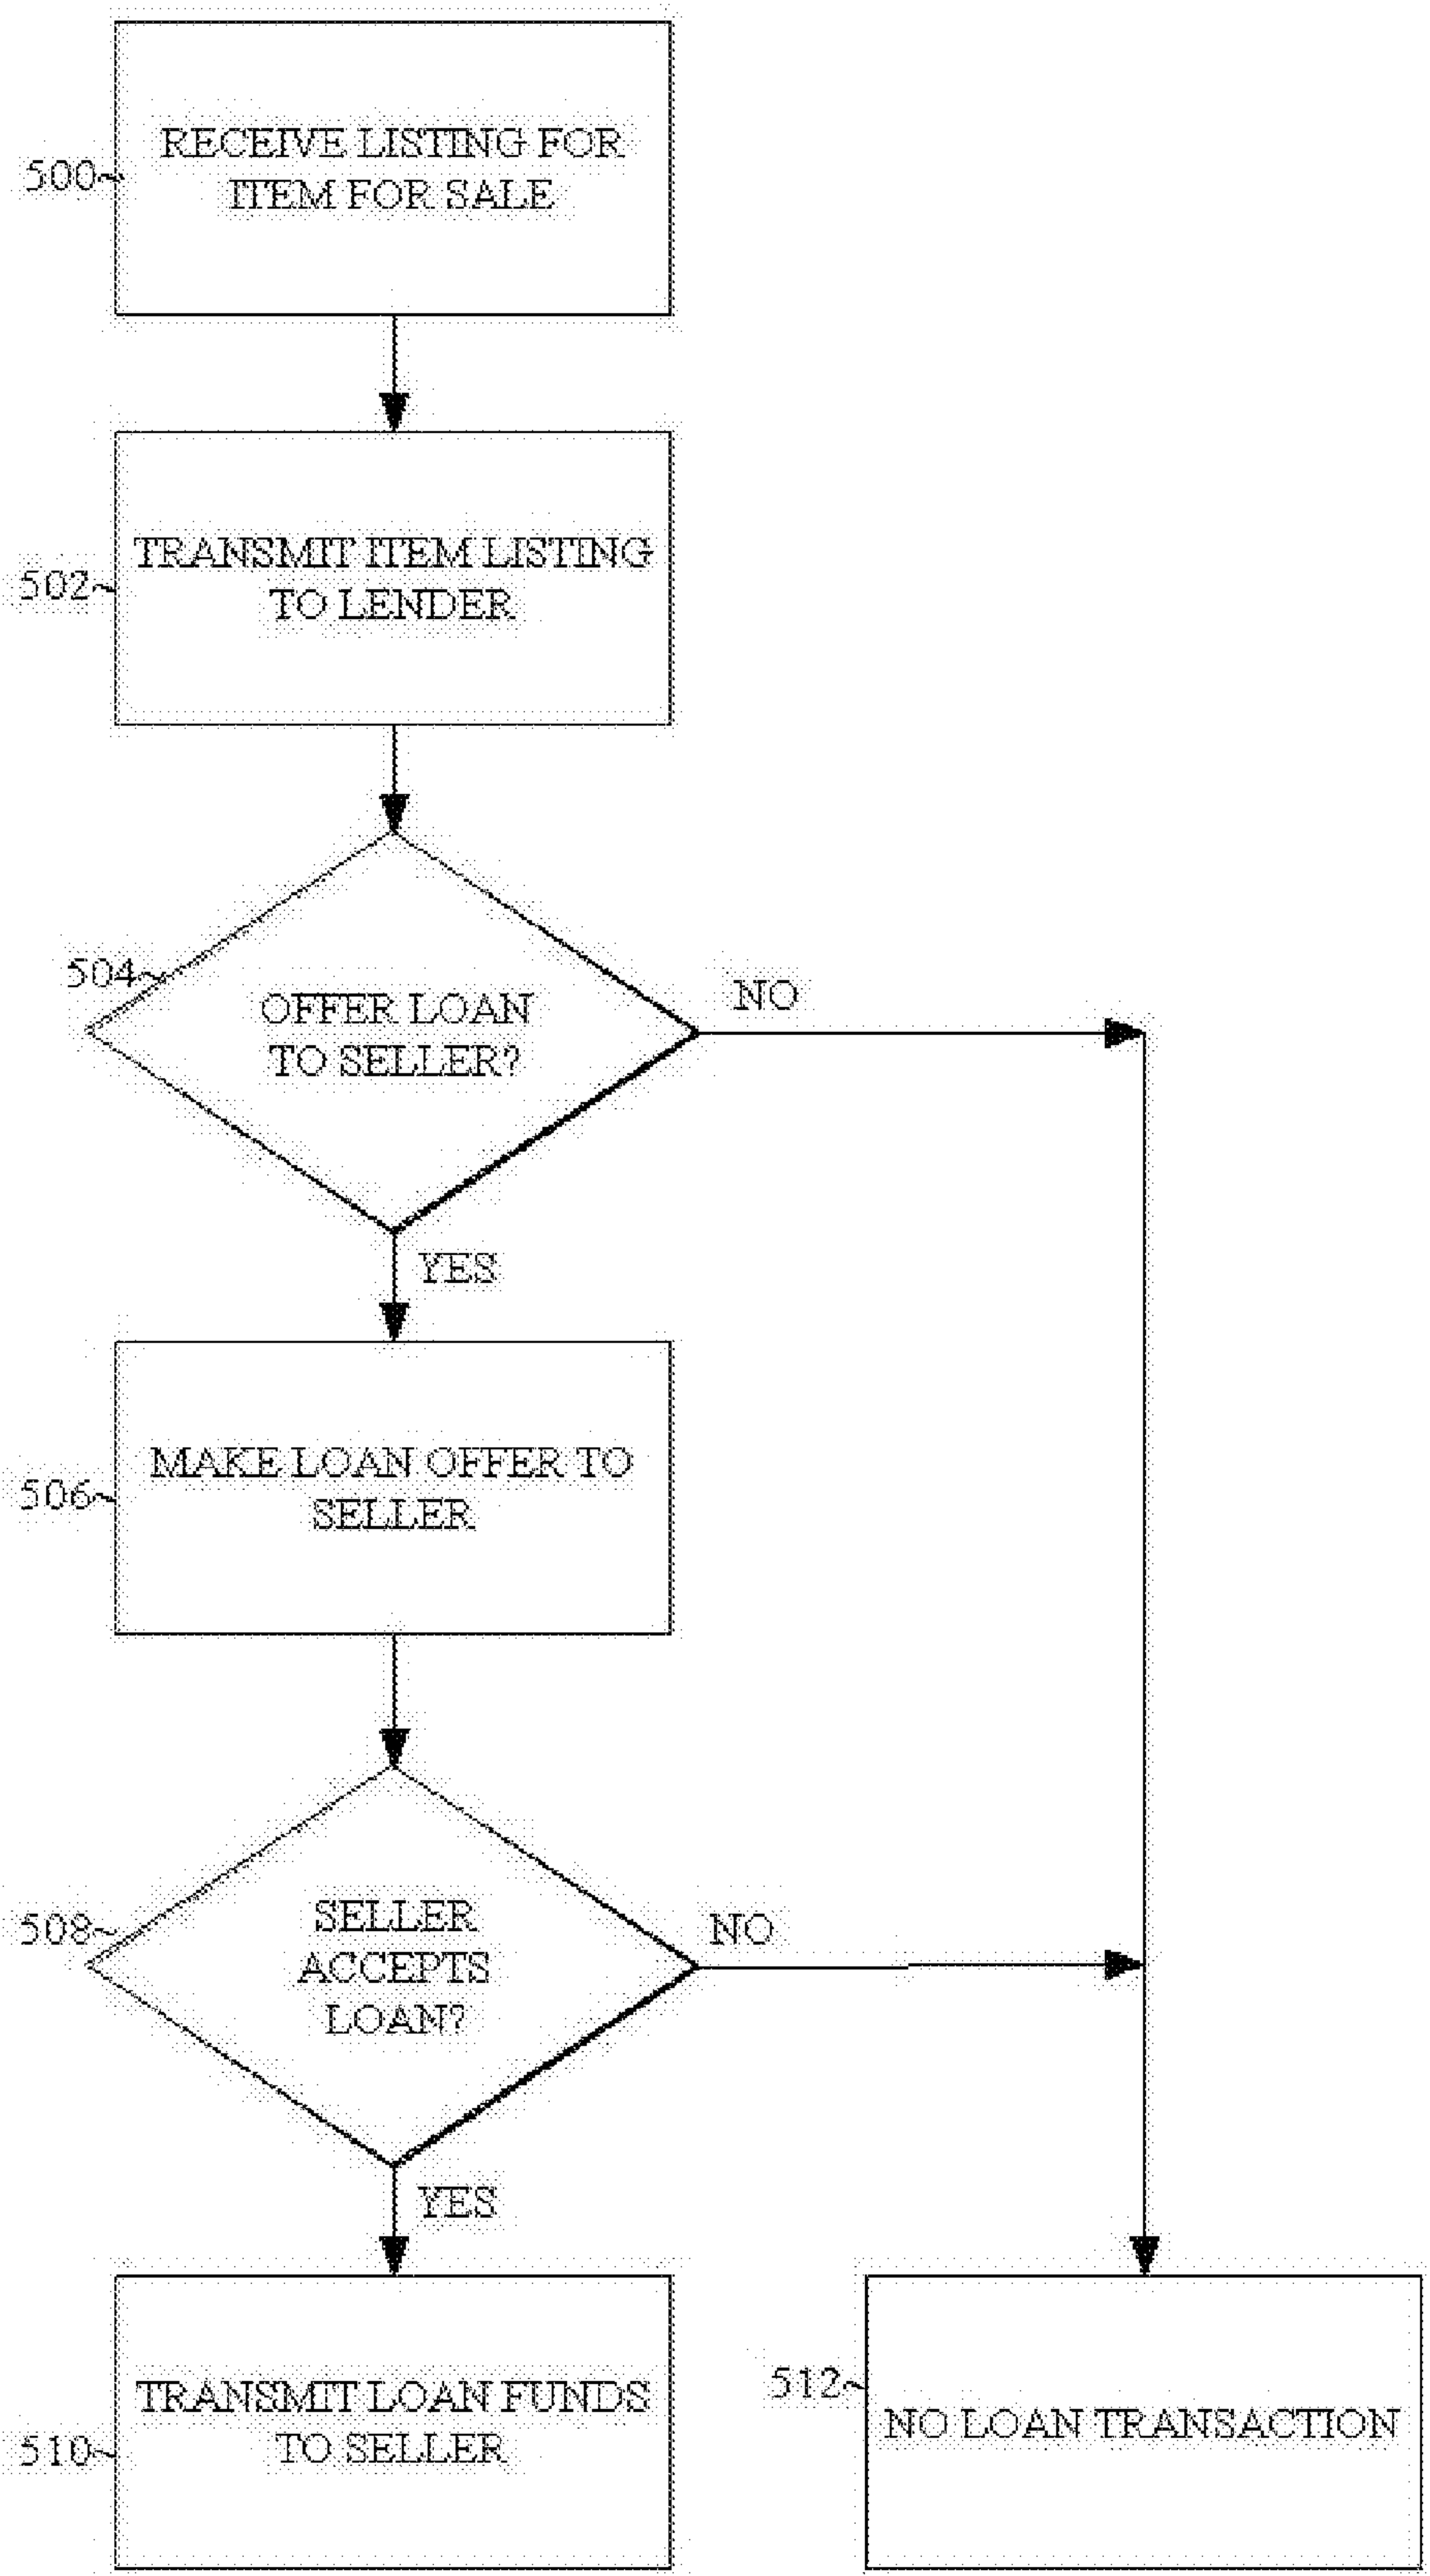 RECEIVE LISTING FOR
ITEM FOR SALE
500
TRANSMIT ITEM LISTING
TO LENDER
502
504
OFFER LOAN
TO SELLER?
NO
YES
MAKE LOAN OFFER TO
SELLER
506
508
SELLER
ACCEPTS
LOAN?
NO
YES
TRANSMIT LOAN FUNDS
TO SELLER
510
512
NO LOAN TRANSACTION